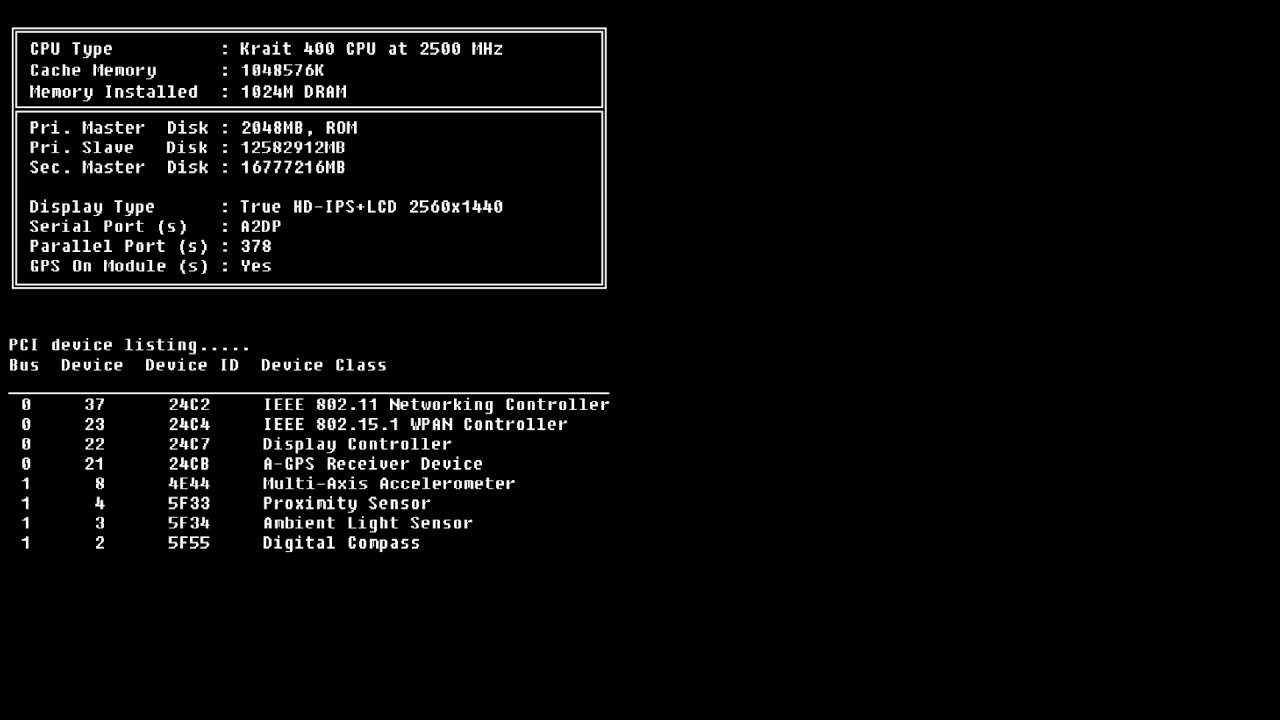 CPU Type : Krait 400 CPU at 2500 MHz
Cache Memory : 1048576K
Memory Installed : 1024M DRAM
Pri. Master Disk : 2048MB, ROM
Pri. Slave Disk : 12582912MB
Sec. Master Disk : 16777216MB
Display Type : True HD-IPS+LCD 2560x1440
Serial Port (s) : A2DP
Parallel Port (s) : 378
GPS On Module (s) : Yes
PCI device listing.....
Bus Device Device ID Device Class
0 37 24C2 IEEE 802.11 Networking Controller
0 23 24C4 IEEE 802.15.1 WPAN Controller
0 22 24C7 Display Controller
0 21 24CB A-GPS Receiver Device
1 8 4E44 Multi-Axis Accelerometer
1 4 5F33 Proximity Sensor
1 3 5F34 Ambient Light Sensor
1 2 5F55 Digital Compass